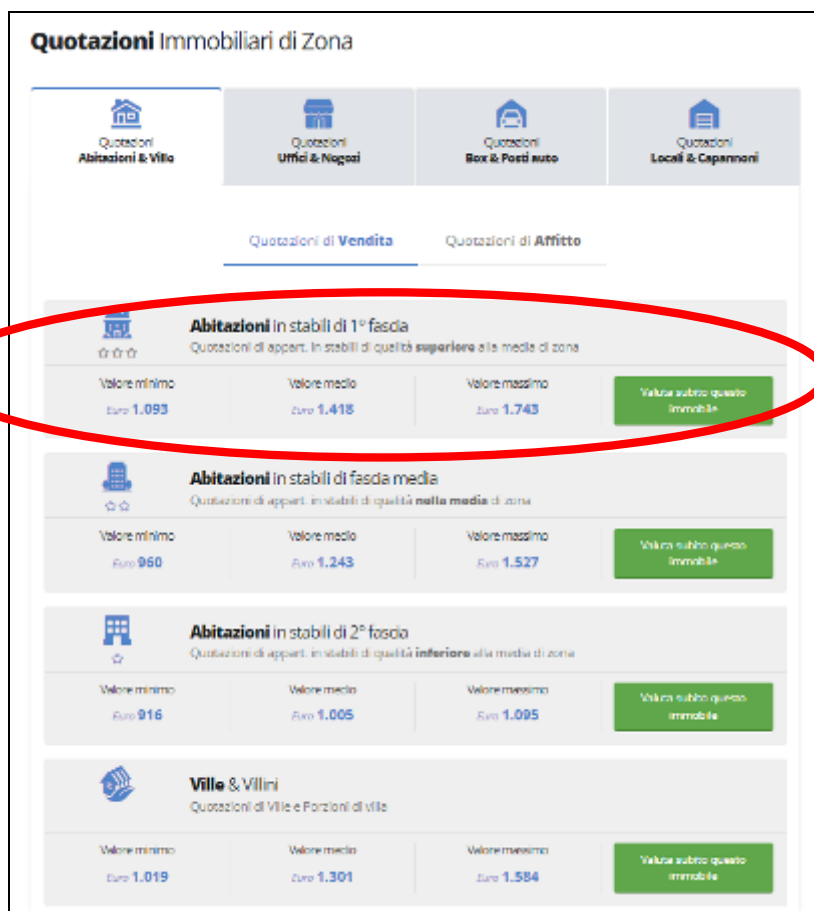 Quotazioni Immobiliari di Zona
Quotazioni
Abitazioni & Ville
Quotazioni
Uffici & Negozi
Quotazioni
Box & Posti auto
Quotazioni
Locali & Capannoni
Quotazioni di Vendita
Quotazioni di Affitto
Abitazioni in stabili di 1° fascia
Quotazioni di appart. in stabili di qualità superiore alla media di zona
Valore minimo
Valore medio
Valore massimo
Euro 1.093
Euro 1.418
Euro 1.743
Valuta subito questo
immobile
Abitazioni in stabili di fascia media
Quotazioni di appart. in stabili di qualità nella media di zona
Valore minimo
Valore medio
Valore massimo
Euro 960
Euro 1.243
Euro 1.527
Valuta subito questo
immobile
Abitazioni in stabili di 2° fascia
Quotazioni di appart. in stabili di qualità inferiore alla media di zona
Valore minimo
Valore medio
Valore massimo
Euro 916
Euro 1.005
Euro 1.095
Valuta subito questo
immobile
Ville & Villini
Quotazioni di Ville e Porzioni di villa
Valore minimo
Valore medio
Valore massimo
Euro 1.019
Euro 1.301
Euro 1.584
Valuta subito questo
immobile